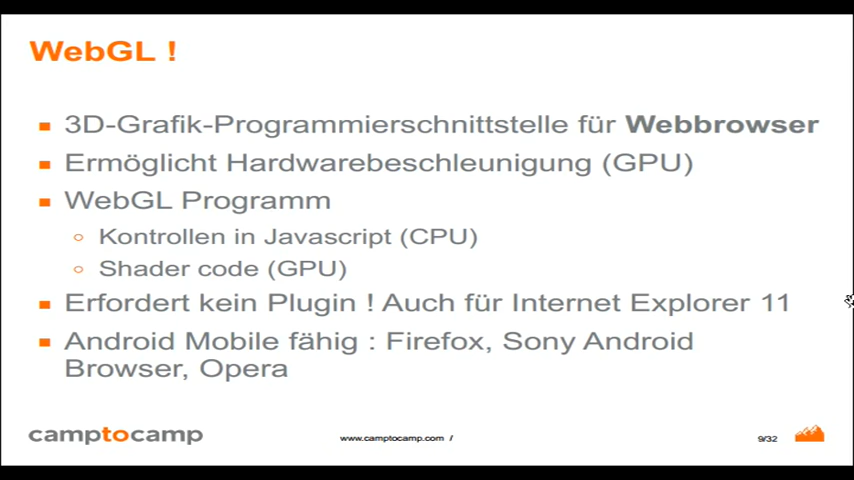 WebGL !
3D-Grafik-Programmierschnittstelle für Webbrowser
Ermöglicht Hardwarebeschleunigung (GPU)
WebGL Programm
Kontrollen in Javascript (CPU)
Shader code (GPU)
Erfordert kein Plugin ! Auch für Internet Explorer 11
Android Mobile fähig : Firefox, Sony Android
Browser, Opera
camptocamp
www.camptocamp.com /
9/32